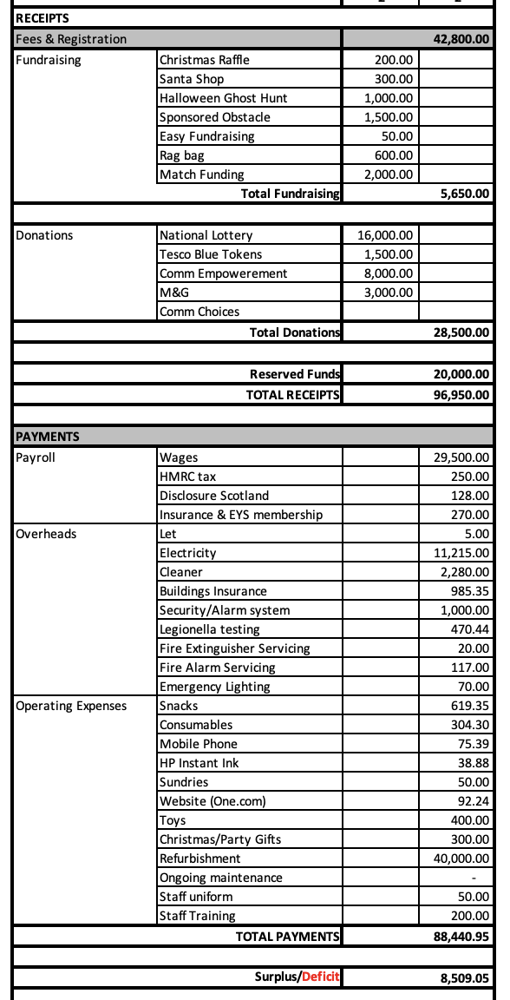 RECEIPTS
Fees & Registration 42,800.00
Fundraising Christmas Raffle 200.00
Santa Shop 300.00
Halloween Ghost Hunt 1,000.00
Sponsored Obstacle 1,500.00
Easy Fundraising 50.00
Rag bag 600.00
Match Funding 2,000.00
Total Fundraising 5,650.00
Donations National Lottery 16,000.00
Tesco Blue Tokens 1,500.00
Comm Empowerement 8,000.00
M&G 3,000.00
Comm Choices
Total Donations 28,500.00
Reserved Funds 20,000.00
TOTAL RECEIPTS 96,950.00
PAYMENTS
Payroll Wages 29,500.00
HMRC tax 250.00
Disclosure Scotland 128.00
Insurance & EYS membership 270.00
Overheads Let 5.00
Electricity 11,215.00
Cleaner 2,280.00
Buildings Insurance 985.35
Security/Alarm system 1,000.00
Legionella testing 470.44
Fire Extinguisher Servicing 20.00
Fire Alarm Servicing 117.00
Emergency Lighting 70.00
Operating Expenses Snacks 619.35
Consumables 304.30
Mobile Phone 75.39
HP Instant Ink 38.88
Sundries 50.00
Website (One.com) 92.24
Toys 400.00
Christmas/Party Gifts 300.00
Refurbishment 40,000.00
Ongoing maintenance -
Staff uniform 50.00
Staff Training 200.00
TOTAL PAYMENTS 88,440.95
Surplus/Deficit 8,509.05